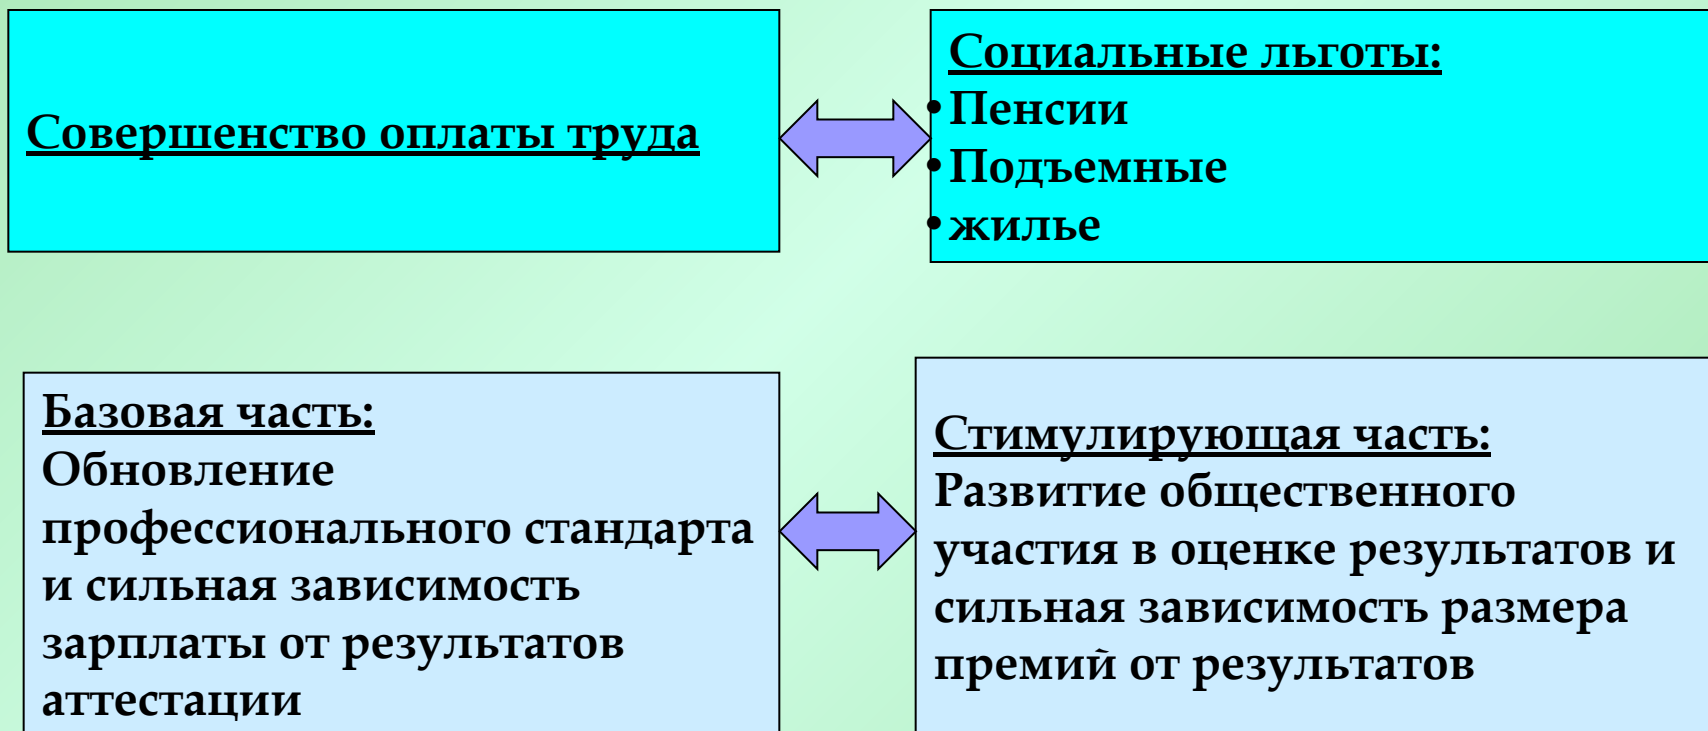 Совершенство оплаты труда
Социальные льготы:
•Пенсии
•Подъемные
•жилье
Базовая часть:
Обновление
профессионального стандарта
и сильная зависимость
зарплаты от результатов
аттестации
Стимулирующая часть:
Развитие общественного
участия в оценке результатов и
сильная зависимость размера
премий от результатов